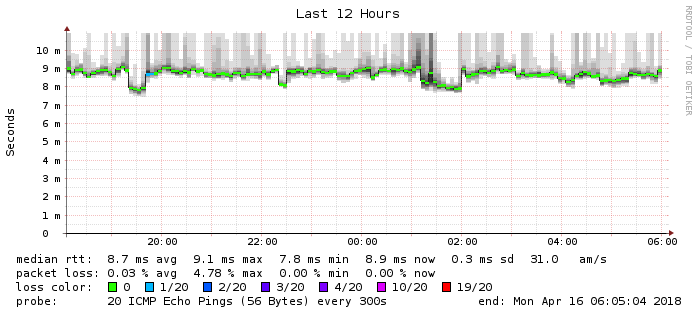 Last 12 Hours
RRDTOOL / TOBI OETIKER
Seconds
10 m
9 m
8 m
7 m
6 m
5 m
4 m
3 m
2 m
1 m
0
20:00 22:00 00:00 02:00 04:00 06:00
median rtt: 8.7 ms avg 9.1 ms max 7.8 ms min 8.9 ms now 0.3 ms sd 31.0 am/s
packet loss: 0.03 % avg 4.78 % max 0.00 % min 0.00 % now
loss color: 0 1/20 2/20 3/20 4/20 10/20 19/20
probe: 20 ICMP Echo Pings (56 Bytes) every 300s end: Mon Apr 16 06:05:04 2018